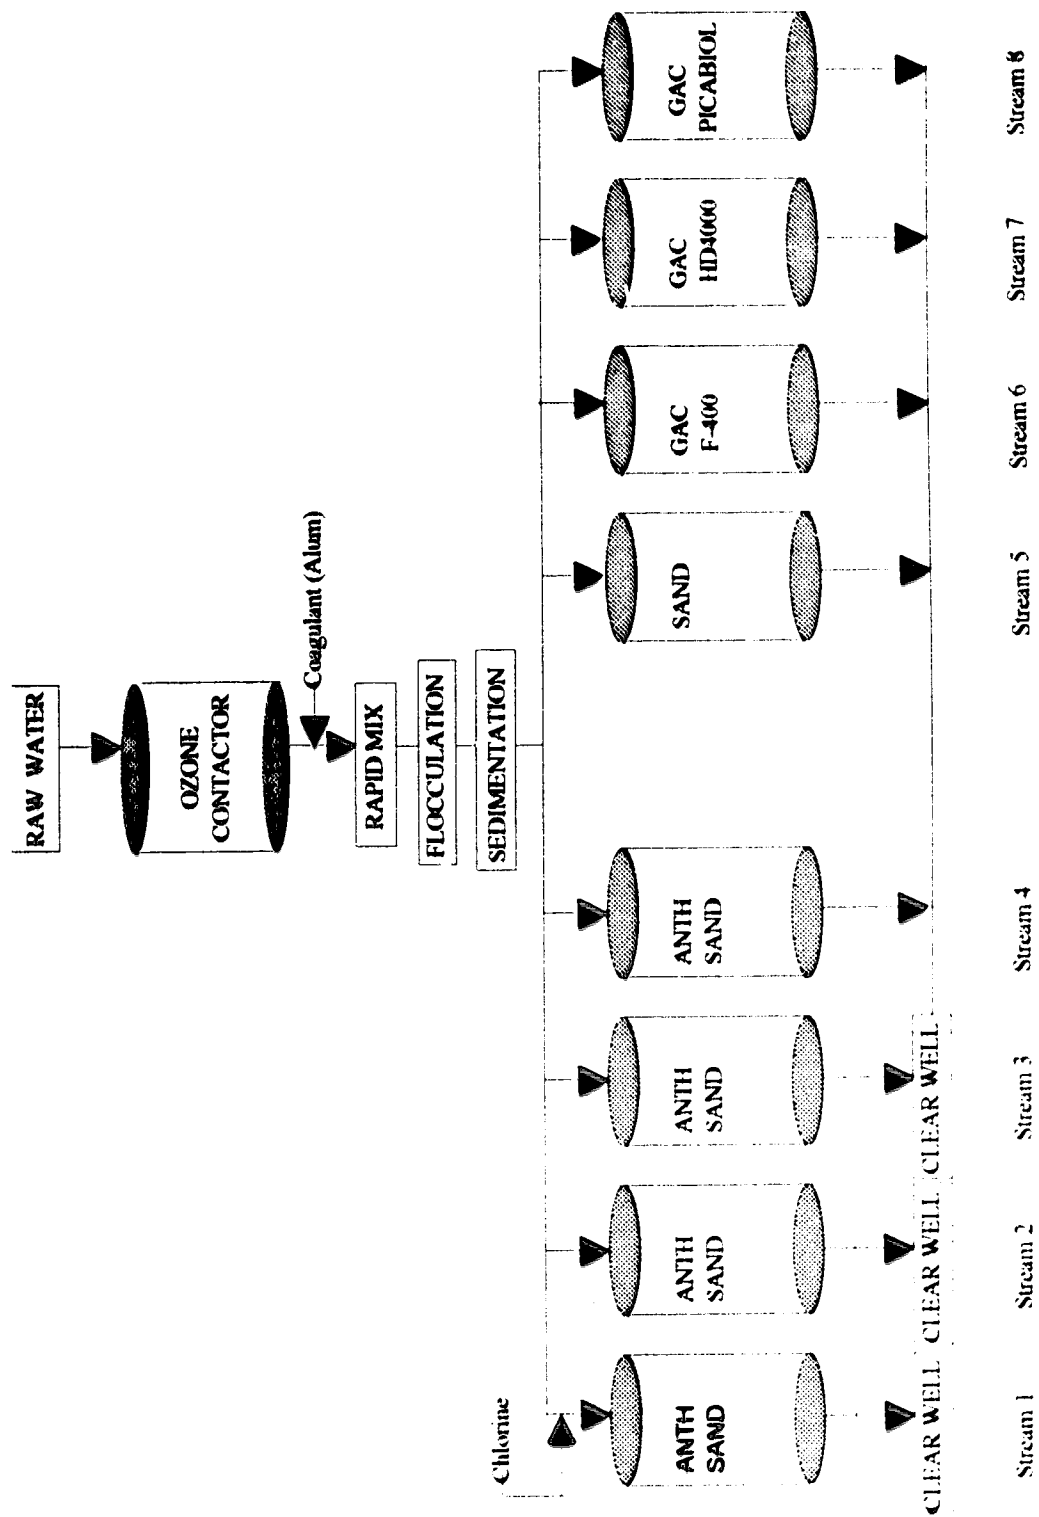 RAW WATER
OZONE
CONTACTOR
Coagulant (Alum)
RAPID MIX
FLOCCULATION
SEDIMENTATION
Chlorine
ANTH
SAND
ANTH
SAND
ANTH
SAND
ANTH
SAND
SAND
GAC
F-400
GAC
HD4000
GAC
PICABIOL
CLEAR WELL
CLEAR WELL
CLEAR WELL
Stream 1
Stream 2
Stream 3
Stream 4
Stream 5
Stream 6
Stream 7
Stream 8